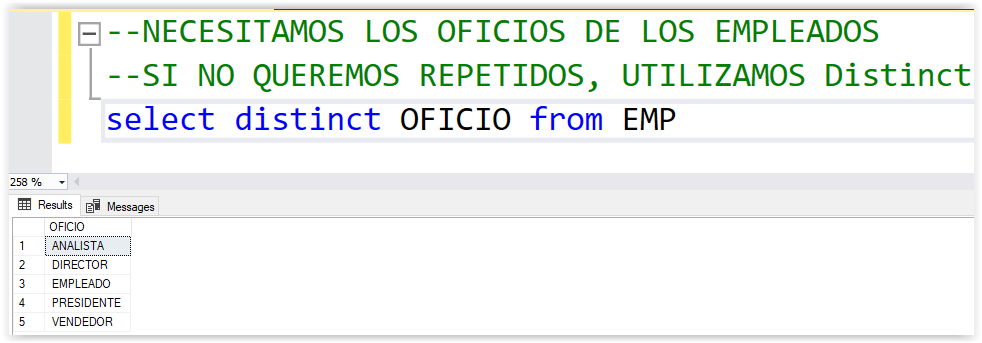 --NECESITAMOS LOS OFICIOS DE LOS EMPLEADOS
--SI NO QUEREMOS REPETIDOS, UTILIZAMOS Distinct
select distinct OFICIO from EMP
258 %
Results Messages
OFICIO
1 ANALISTA
2 DIRECTOR
3 EMPLEADO
4 PRESIDENTE
5 VENDEDOR